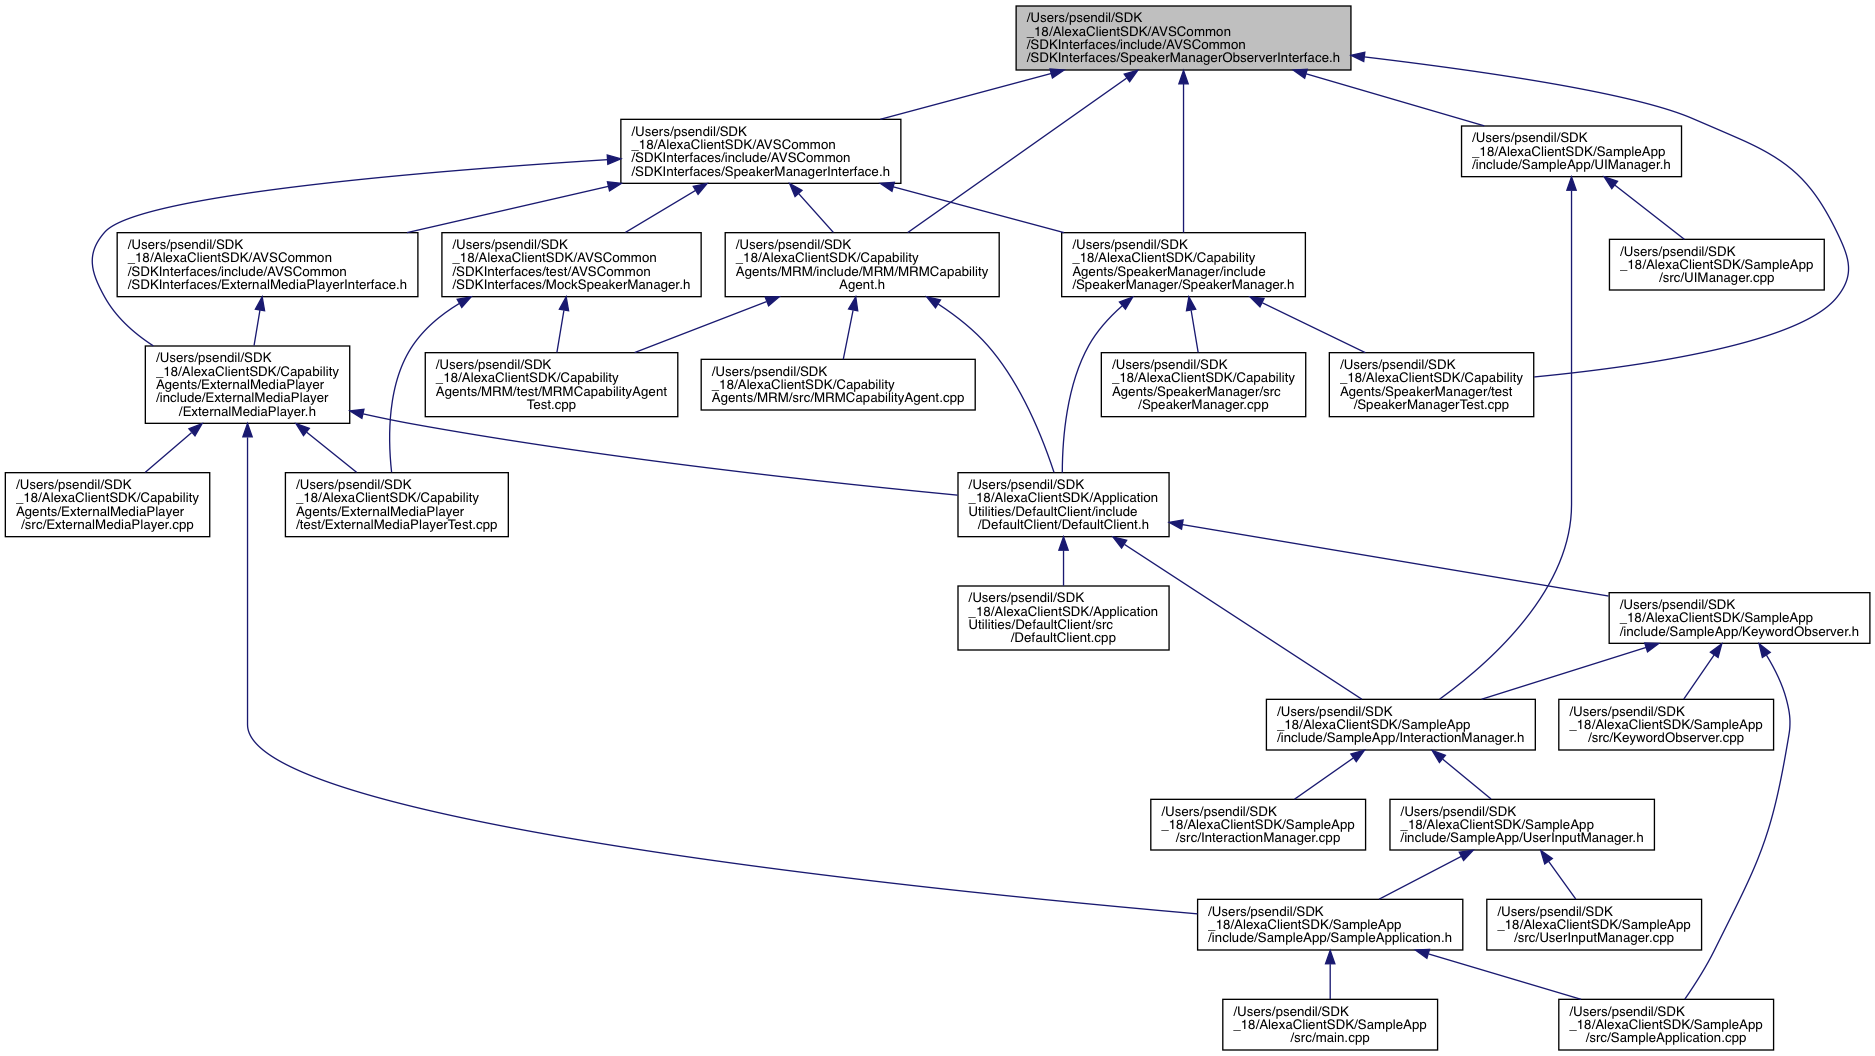 /Users/psendil/SDK
_18/AlexaClientSDK/AVSCommon
/SDKInterfaces/include/AVSCommon
/SDKInterfaces/SpeakerManagerObserverInterface.h
/Users/psendil/SDK
_18/AlexaClientSDK/AVSCommon
/SDKInterfaces/include/AVSCommon
/SDKInterfaces/SpeakerManagerInterface.h
/Users/psendil/SDK
_18/AlexaClientSDK/SampleApp
/include/SampleApp/UIManager.h
/Users/psendil/SDK
_18/AlexaClientSDK/AVSCommon
/SDKInterfaces/include/AVSCommon
/SDKInterfaces/ExternalMediaPlayerInterface.h
/Users/psendil/SDK
_18/AlexaClientSDK/AVSCommon
/SDKInterfaces/test/AVSCommon
/SDKInterfaces/MockSpeakerManager.h
/Users/psendil/SDK
_18/AlexaClientSDK/Capability
Agents/MRM/include/MRM/MRMCapability
Agent.h
/Users/psendil/SDK
_18/AlexaClientSDK/Capability
Agents/SpeakerManager/include
/SpeakerManager/SpeakerManager.h
/Users/psendil/SDK
_18/AlexaClientSDK/SampleApp
/src/UIManager.cpp
/Users/psendil/SDK
_18/AlexaClientSDK/Capability
Agents/ExternalMediaPlayer
/include/ExternalMediaPlayer
/ExternalMediaPlayer.h
/Users/psendil/SDK
_18/AlexaClientSDK/Capability
Agents/MRM/test/MRMCapabilityAgent
Test.cpp
/Users/psendil/SDK
_18/AlexaClientSDK/Capability
Agents/MRM/src/MRMCapabilityAgent.cpp
/Users/psendil/SDK
_18/AlexaClientSDK/Capability
Agents/SpeakerManager/src
/SpeakerManager.cpp
/Users/psendil/SDK
_18/AlexaClientSDK/Capability
Agents/SpeakerManager/test
/SpeakerManagerTest.cpp
/Users/psendil/SDK
_18/AlexaClientSDK/Capability
Agents/ExternalMediaPlayer
/src/ExternalMediaPlayer.cpp
/Users/psendil/SDK
_18/AlexaClientSDK/Capability
Agents/ExternalMediaPlayer
/test/ExternalMediaPlayerTest.cpp
/Users/psendil/SDK
_18/AlexaClientSDK/Application
Utilities/DefaultClient/include
/DefaultClient/DefaultClient.h
/Users/psendil/SDK
_18/AlexaClientSDK/Application
Utilities/DefaultClient/src
/DefaultClient.cpp
/Users/psendil/SDK
_18/AlexaClientSDK/SampleApp
/include/SampleApp/KeywordObserver.h
/Users/psendil/SDK
_18/AlexaClientSDK/SampleApp
/include/SampleApp/InteractionManager.h
/Users/psendil/SDK
_18/AlexaClientSDK/SampleApp
/src/KeywordObserver.cpp
/Users/psendil/SDK
_18/AlexaClientSDK/SampleApp
/src/InteractionManager.cpp
/Users/psendil/SDK
_18/AlexaClientSDK/SampleApp
/include/SampleApp/UserInputManager.h
/Users/psendil/SDK
_18/AlexaClientSDK/SampleApp
/include/SampleApp/SampleApplication.h
/Users/psendil/SDK
_18/AlexaClientSDK/SampleApp
/src/UserInputManager.cpp
/Users/psendil/SDK
_18/AlexaClientSDK/SampleApp
/src/main.cpp
/Users/psendil/SDK
_18/AlexaClientSDK/SampleApp
/src/SampleApplication.cpp